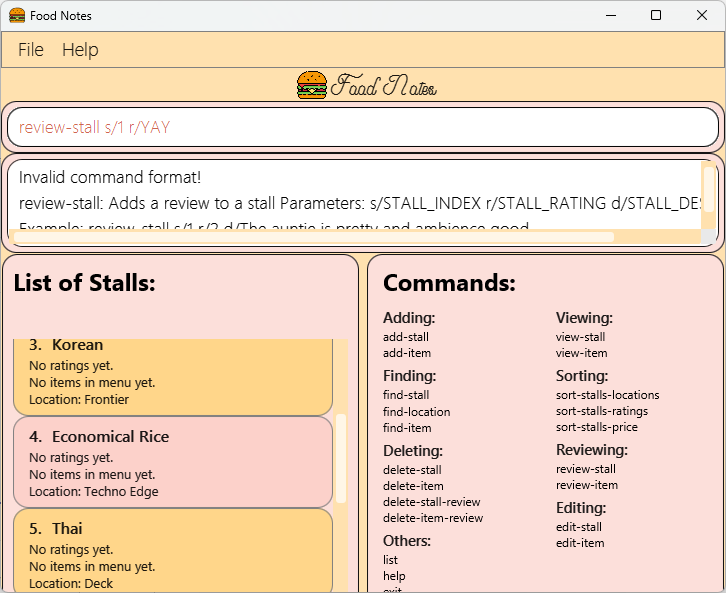 Food Notes
File Help
Food Notes
review-stall s/1 r/YAY
Invalid command format!
review-stall: Adds a review to a stall Parameters: s/STALL_INDEX r/STALL_RATING d/STALL_DES
Example: review-stall s/1 r/2 d/The auntie is pretty and ambience good
List of Stalls:
3. Korean
No ratings yet.
No items in menu yet.
Location: Frontier
4. Economical Rice
No ratings yet.
No items in menu yet.
Location: Techno Edge
5. Thai
No ratings yet.
No items in menu yet.
Location: Deck
Commands:
Adding:
add-stall
add-item
Finding:
find-stall
find-location
find-item
Deleting:
delete-stall
delete-item
delete-stall-review
delete-item-review
Others:
list
help
exit
Viewing:
view-stall
view-item
Sorting:
sort-stalls-locations
sort-stalls-ratings
sort-stalls-price
Reviewing:
review-stall
review-item
Editing:
edit-stall
edit-item